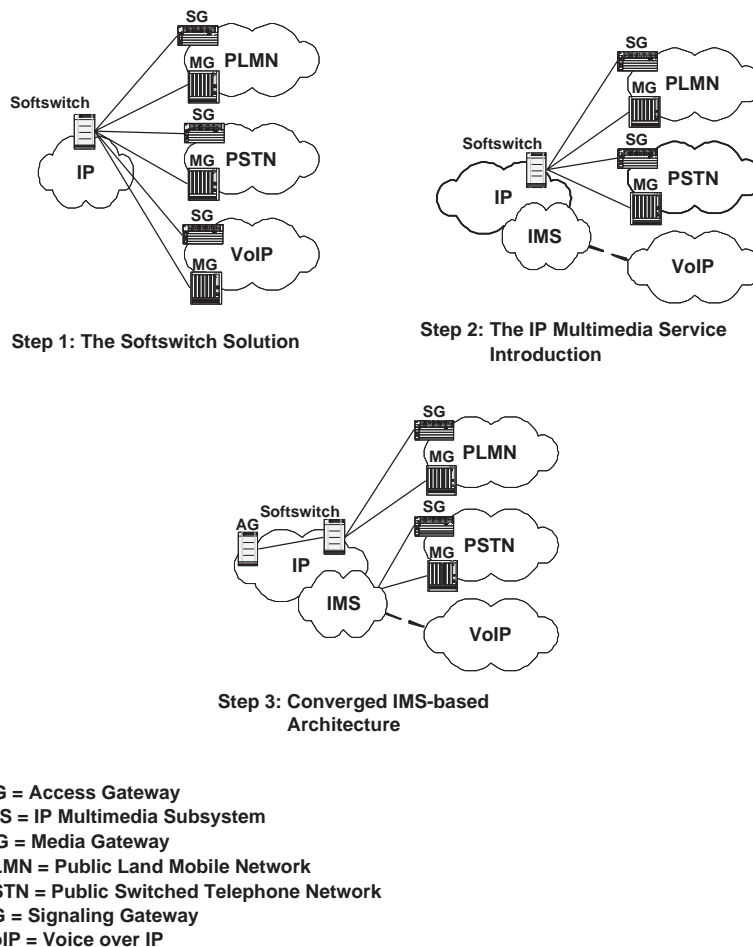 SG
PLMN
MG
Softswitch
SG
PSTN
MG
IP
SG
VoIP
MG
Step 1: The Softswitch Solution
SG
PLMN
MG
Softswitch
SG
PSTN
MG
IP
IMS
VoIP
Step 2: The IP Multimedia Service
Introduction
SG
PLMN
MG
Softswitch
SG
AG
PSTN
MG
IP
IMS
VoIP
Step 3: Converged IMS-based
Architecture
G = Access Gateway
S = IP Multimedia Subsystem
G = Media Gateway
LMN = Public Land Mobile Network
STN = Public Switched Telephone Network
G = Signaling Gateway
oIP = Voice over IP